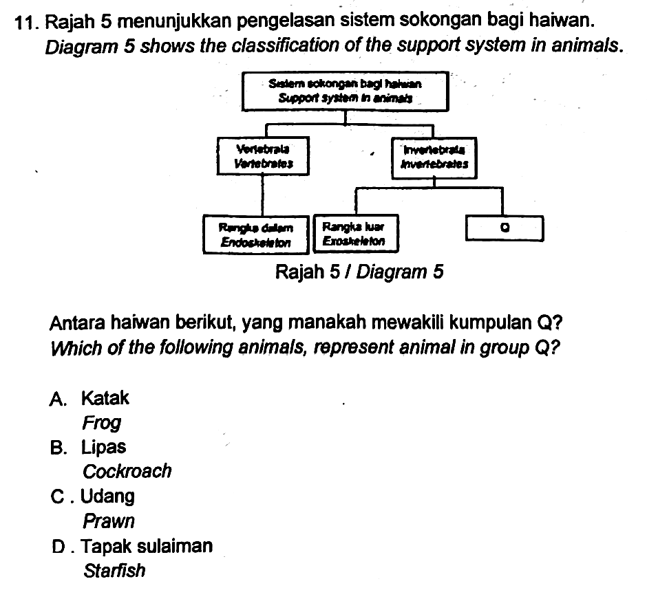 11. Rajah 5 menunjukkan pengelasan sistem sokongan bagi haiwan.
Diagram 5 shows the classification of the support system in animals.
Sistem sokongan bagi haiwan
Support system in animals
Vertebrata
Vertebrates
Invertebrata
Invertebrates
Rangka dalam
Endoskeleton
Rangka luar
Exoskeleton
Q
Rajah 5 / Diagram 5
Antara haiwan berikut, yang manakah mewakili kumpulan Q?
Which of the following animals, represent animal in group Q?
A. Katak
Frog
B. Lipas
Cockroach
C . Udang
Prawn
D . Tapak sulaiman
Starfish